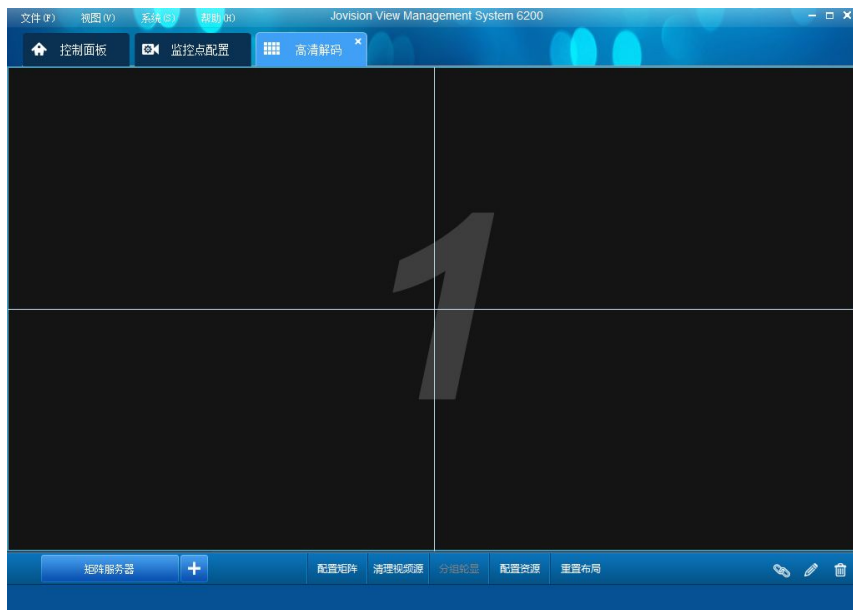 文件(F) 视图(V) 系统(S) 帮助(H) Jovision View Management System 6200
控制面板 监控点配置 高清解码
1
矩阵服务器 配置矩阵 清理视频源 分组轮显 配置资源 重置布局